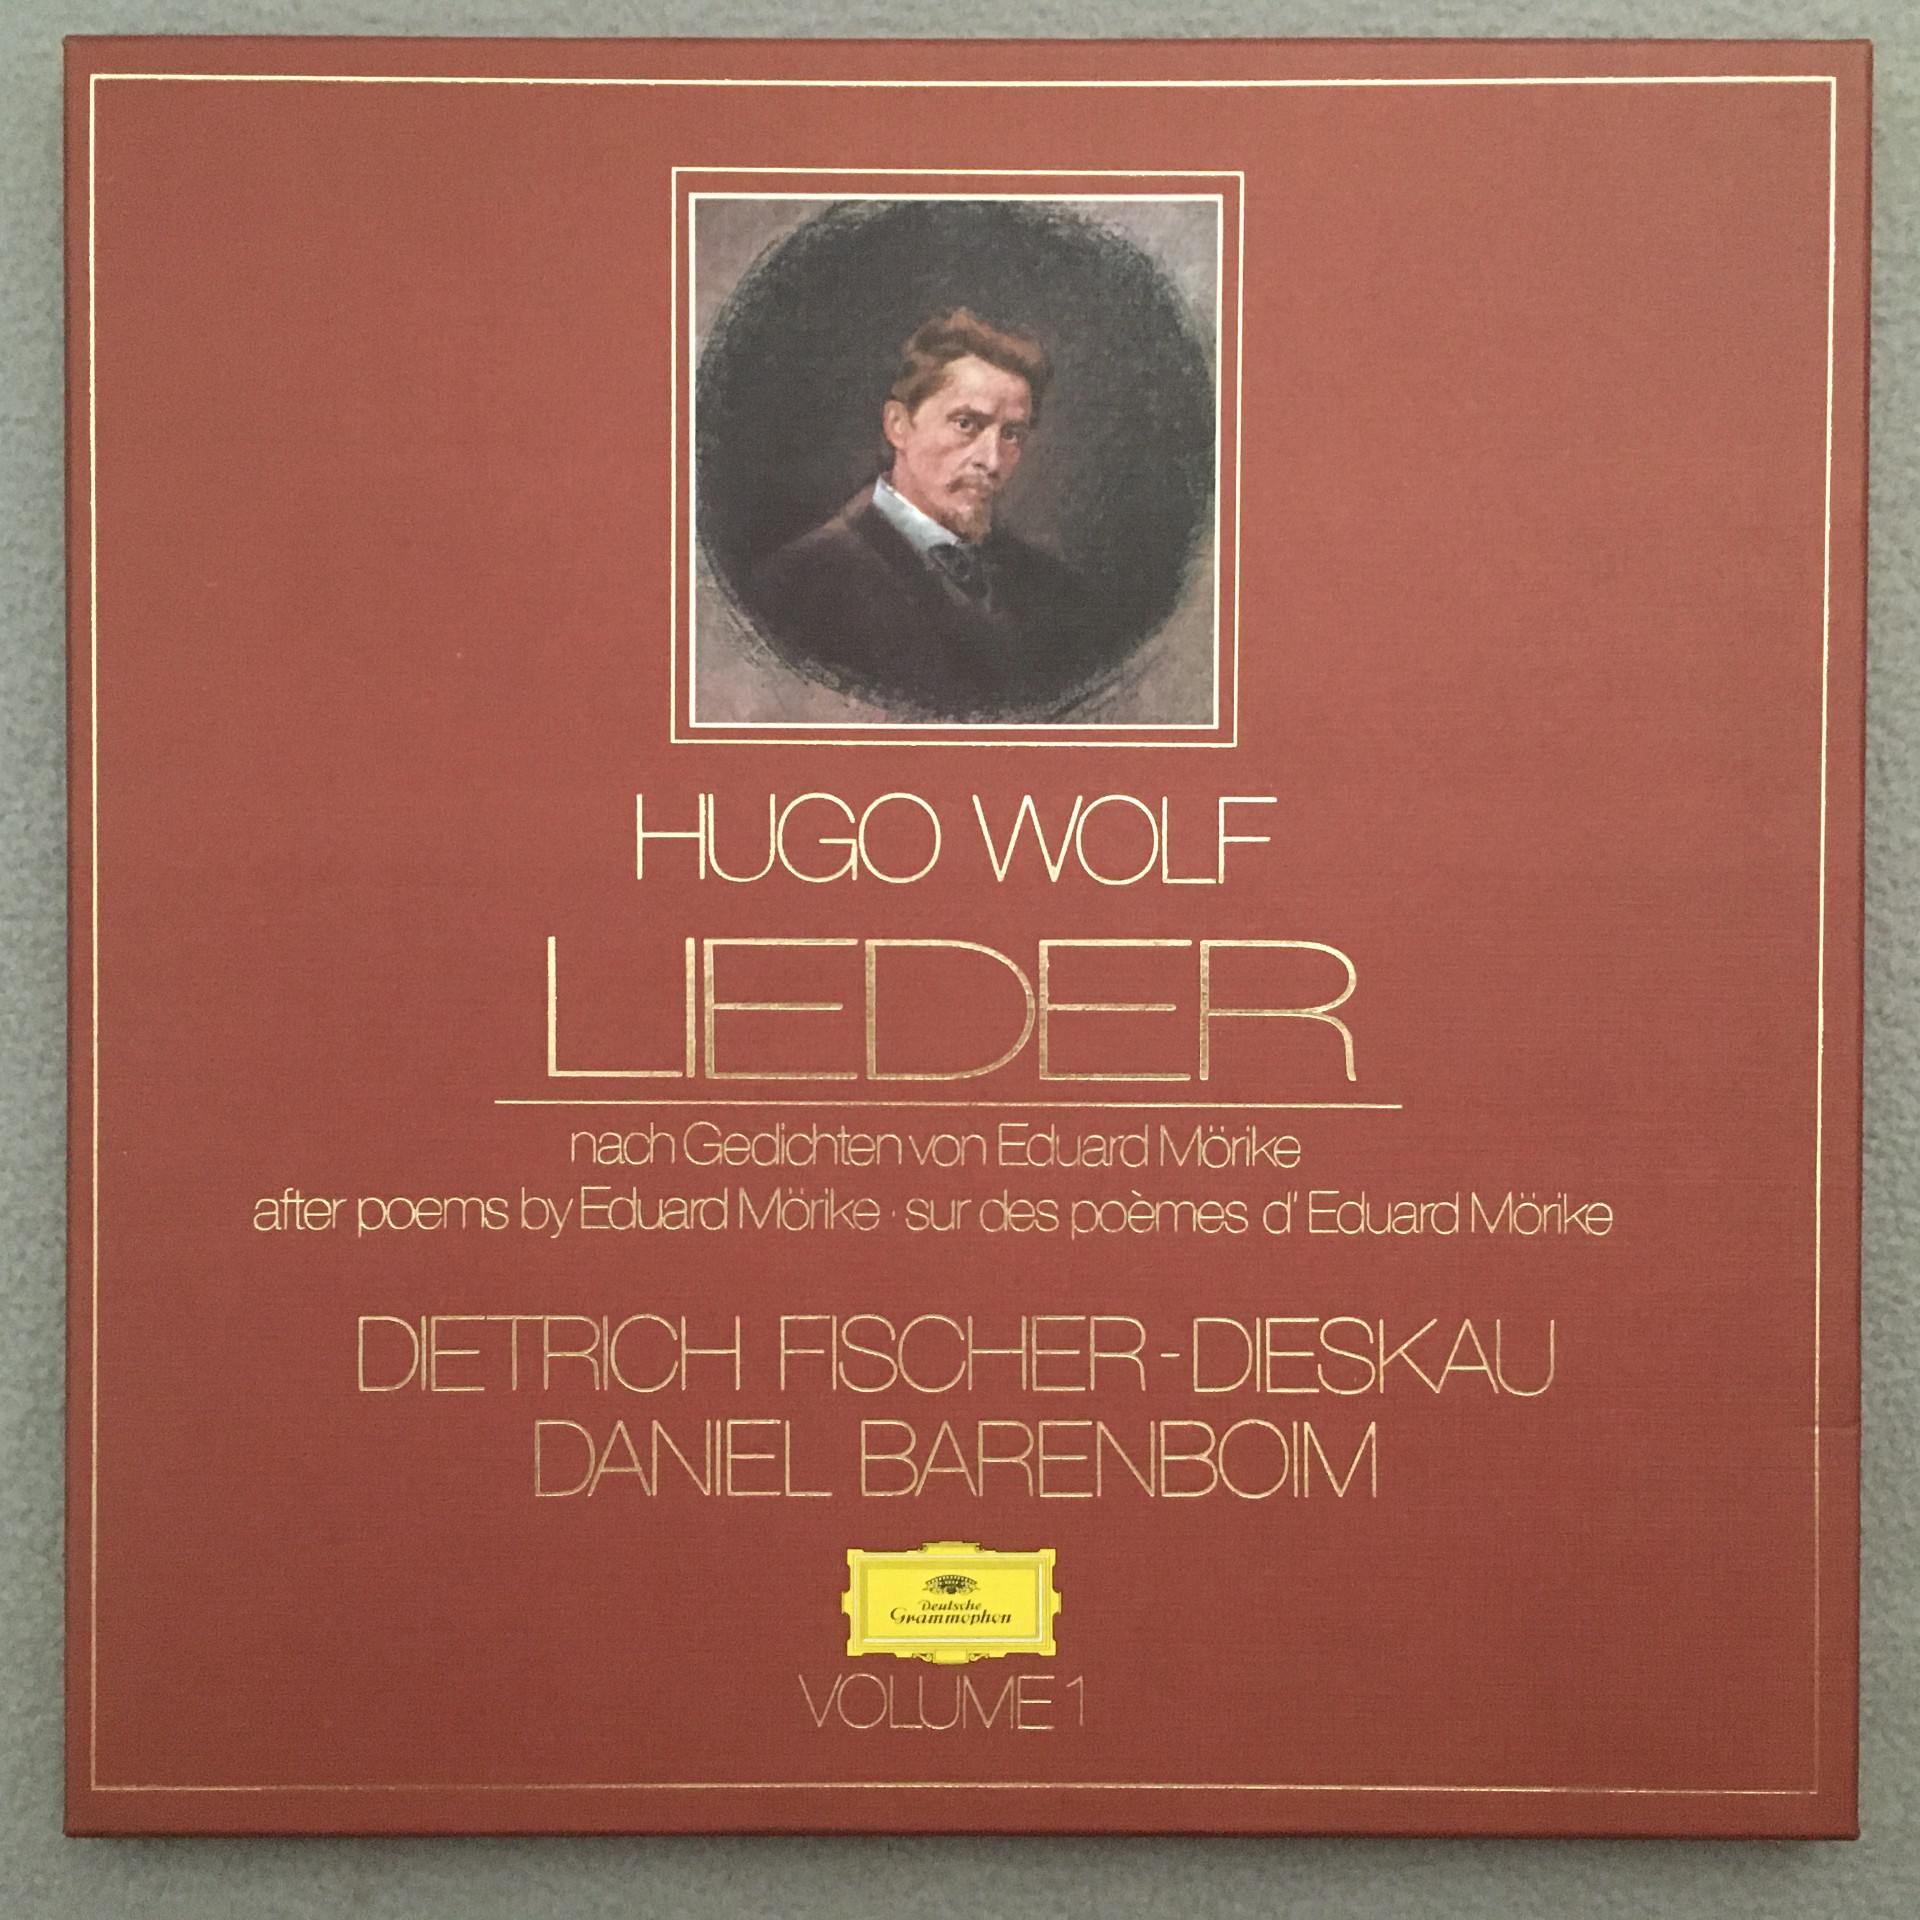 HUGO WOLF
LIEDER
nach Gedichten von Eduard Mörike
after poems by Eduard Mörike · sur des poèmes d' Eduard Mörike
DIETRICH FISCHER-DIESKAU
DANIEL BARENBOIM
Deutsche
Grammophon
VOLUME 1